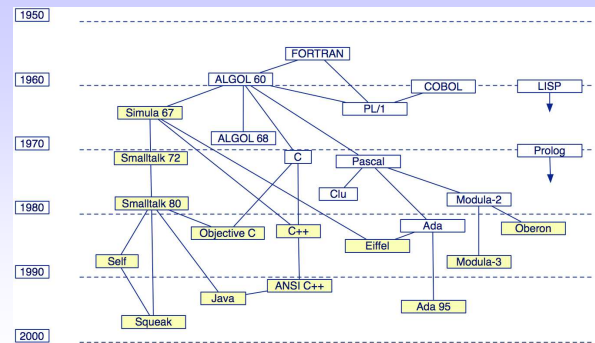 1950
FORTRAN
1960
ALGOL 60
COBOL
LISP
PL/1
Simula 67
ALGOL 68
1970
C
Pascal
Prolog
Smalltalk 72
Clu
Modula-2
Smalltalk 80
1980
Objective C
C++
Ada
Oberon
Eiffel
Self
Modula-3
1990
Java
ANSI C++
Ada 95
Squeak
2000